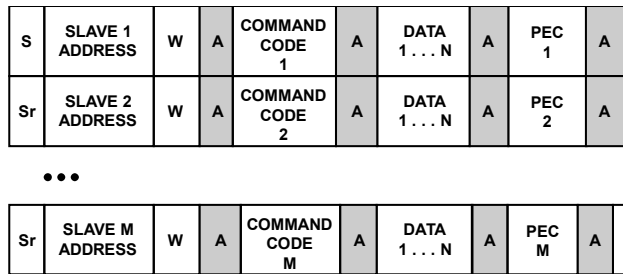 S SLAVE 1 ADDRESS W A COMMAND CODE 1 A DATA 1 . . . N A PEC 1 A
Sr SLAVE 2 ADDRESS W A COMMAND CODE 2 A DATA 1 . . . N A PEC 2 A
•••
Sr SLAVE M ADDRESS W A COMMAND CODE M A DATA 1 . . . N A PEC M A